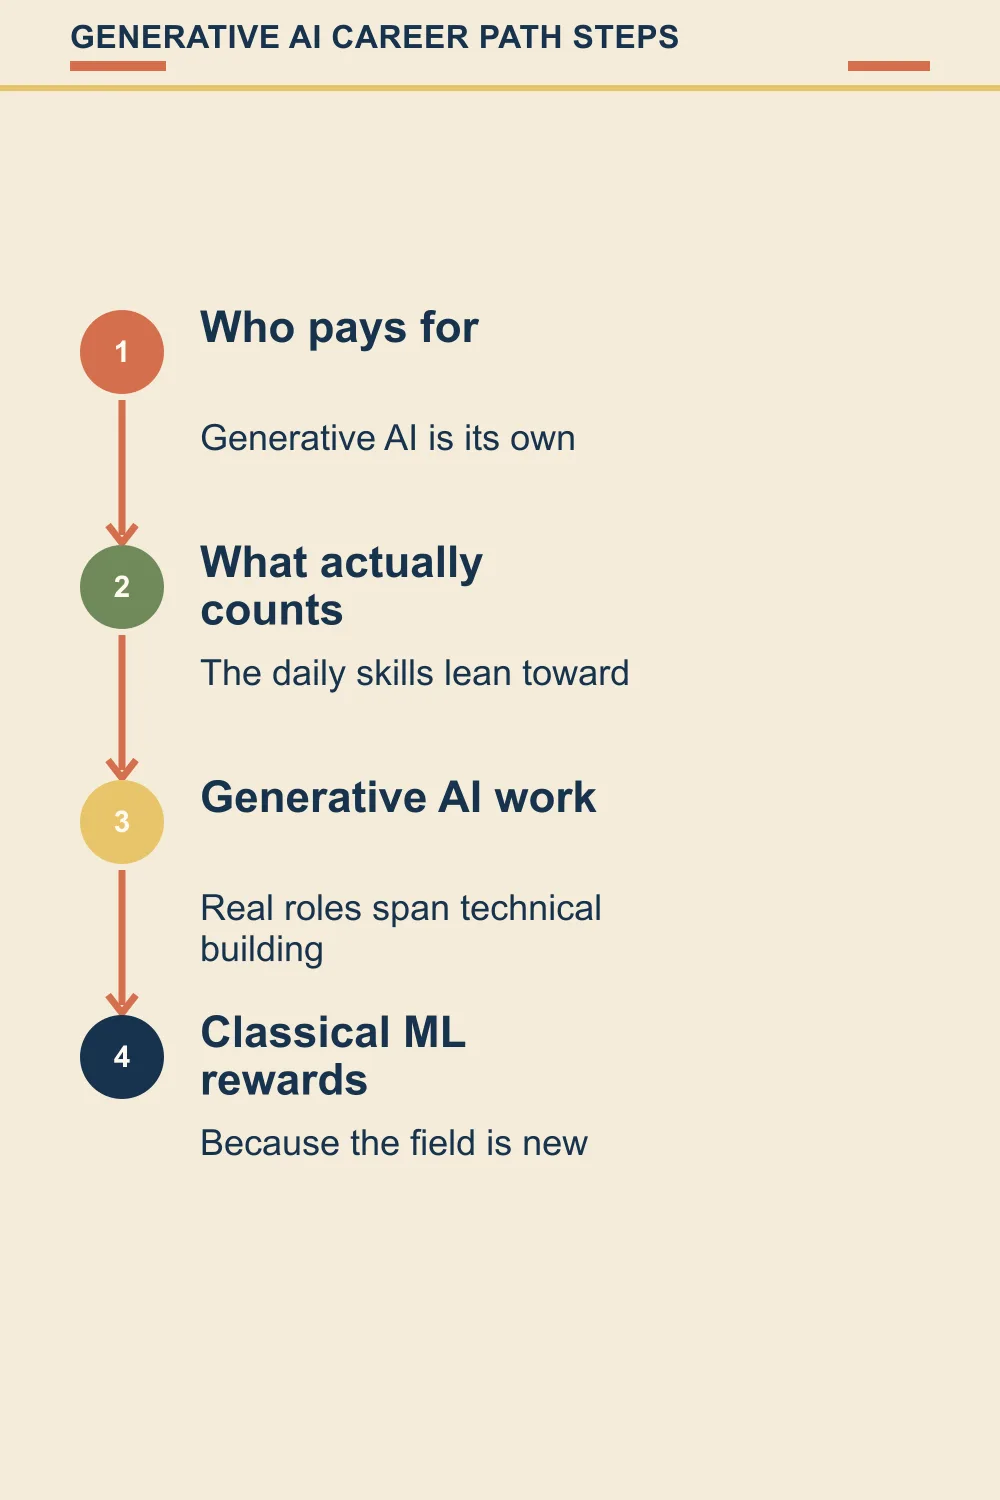 GENERATIVE AI CAREER PATH STEPS
1
Who pays for
Generative AI is its own
2
What actually
counts
The daily skills lean toward
3
Generative AI work
Real roles span technical
building
4
Classical ML
rewards
Because the field is new